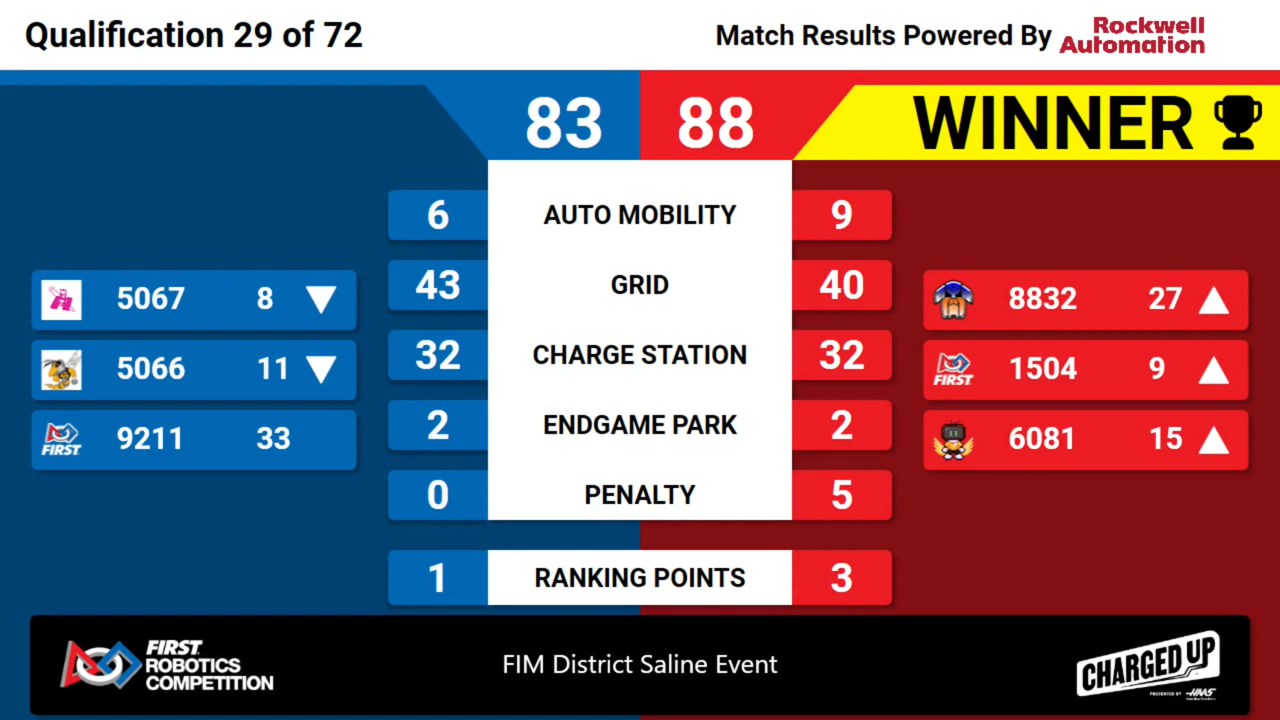 Qualification 29 of 72
Match Results Powered By Rockwell Automation
83 88 WINNER
6 AUTO MOBILITY 9
43 GRID 40
32 CHARGE STATION 32
2 ENDGAME PARK 2
0 PENALTY 5
1 RANKING POINTS 3
5067 8
5066 11
FIRST 9211 33
8832 27
FIRST 1504 9
6081 15
FIRST
ROBOTICS
COMPETITION
FIM District Saline Event
CHARGED UP
PRESENTED BY HAAS